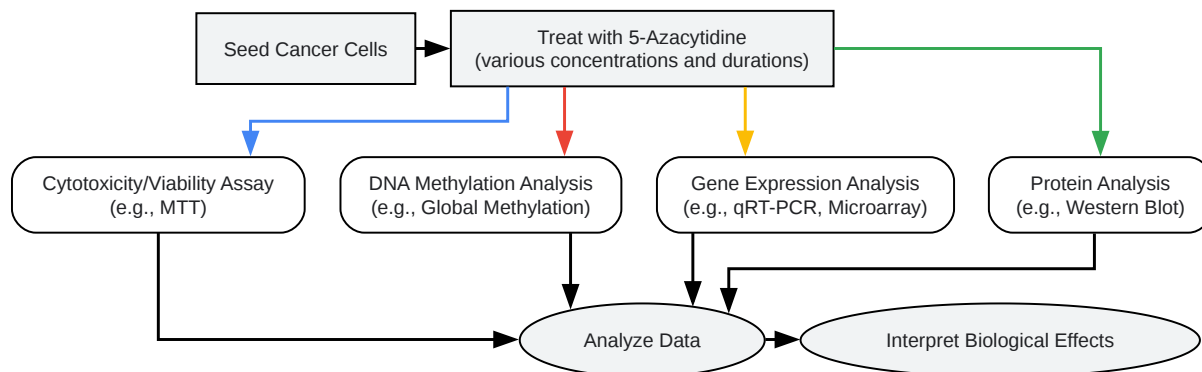 Seed Cancer Cells
Treat with 5-Azacytidine
(various concentrations and durations)
Cytotoxicity/Viability Assay
(e.g., MTT)
DNA Methylation Analysis
(e.g., Global Methylation)
Gene Expression Analysis
(e.g., qRT-PCR, Microarray)
Protein Analysis
(e.g., Western Blot)
Analyze Data
Interpret Biological Effects